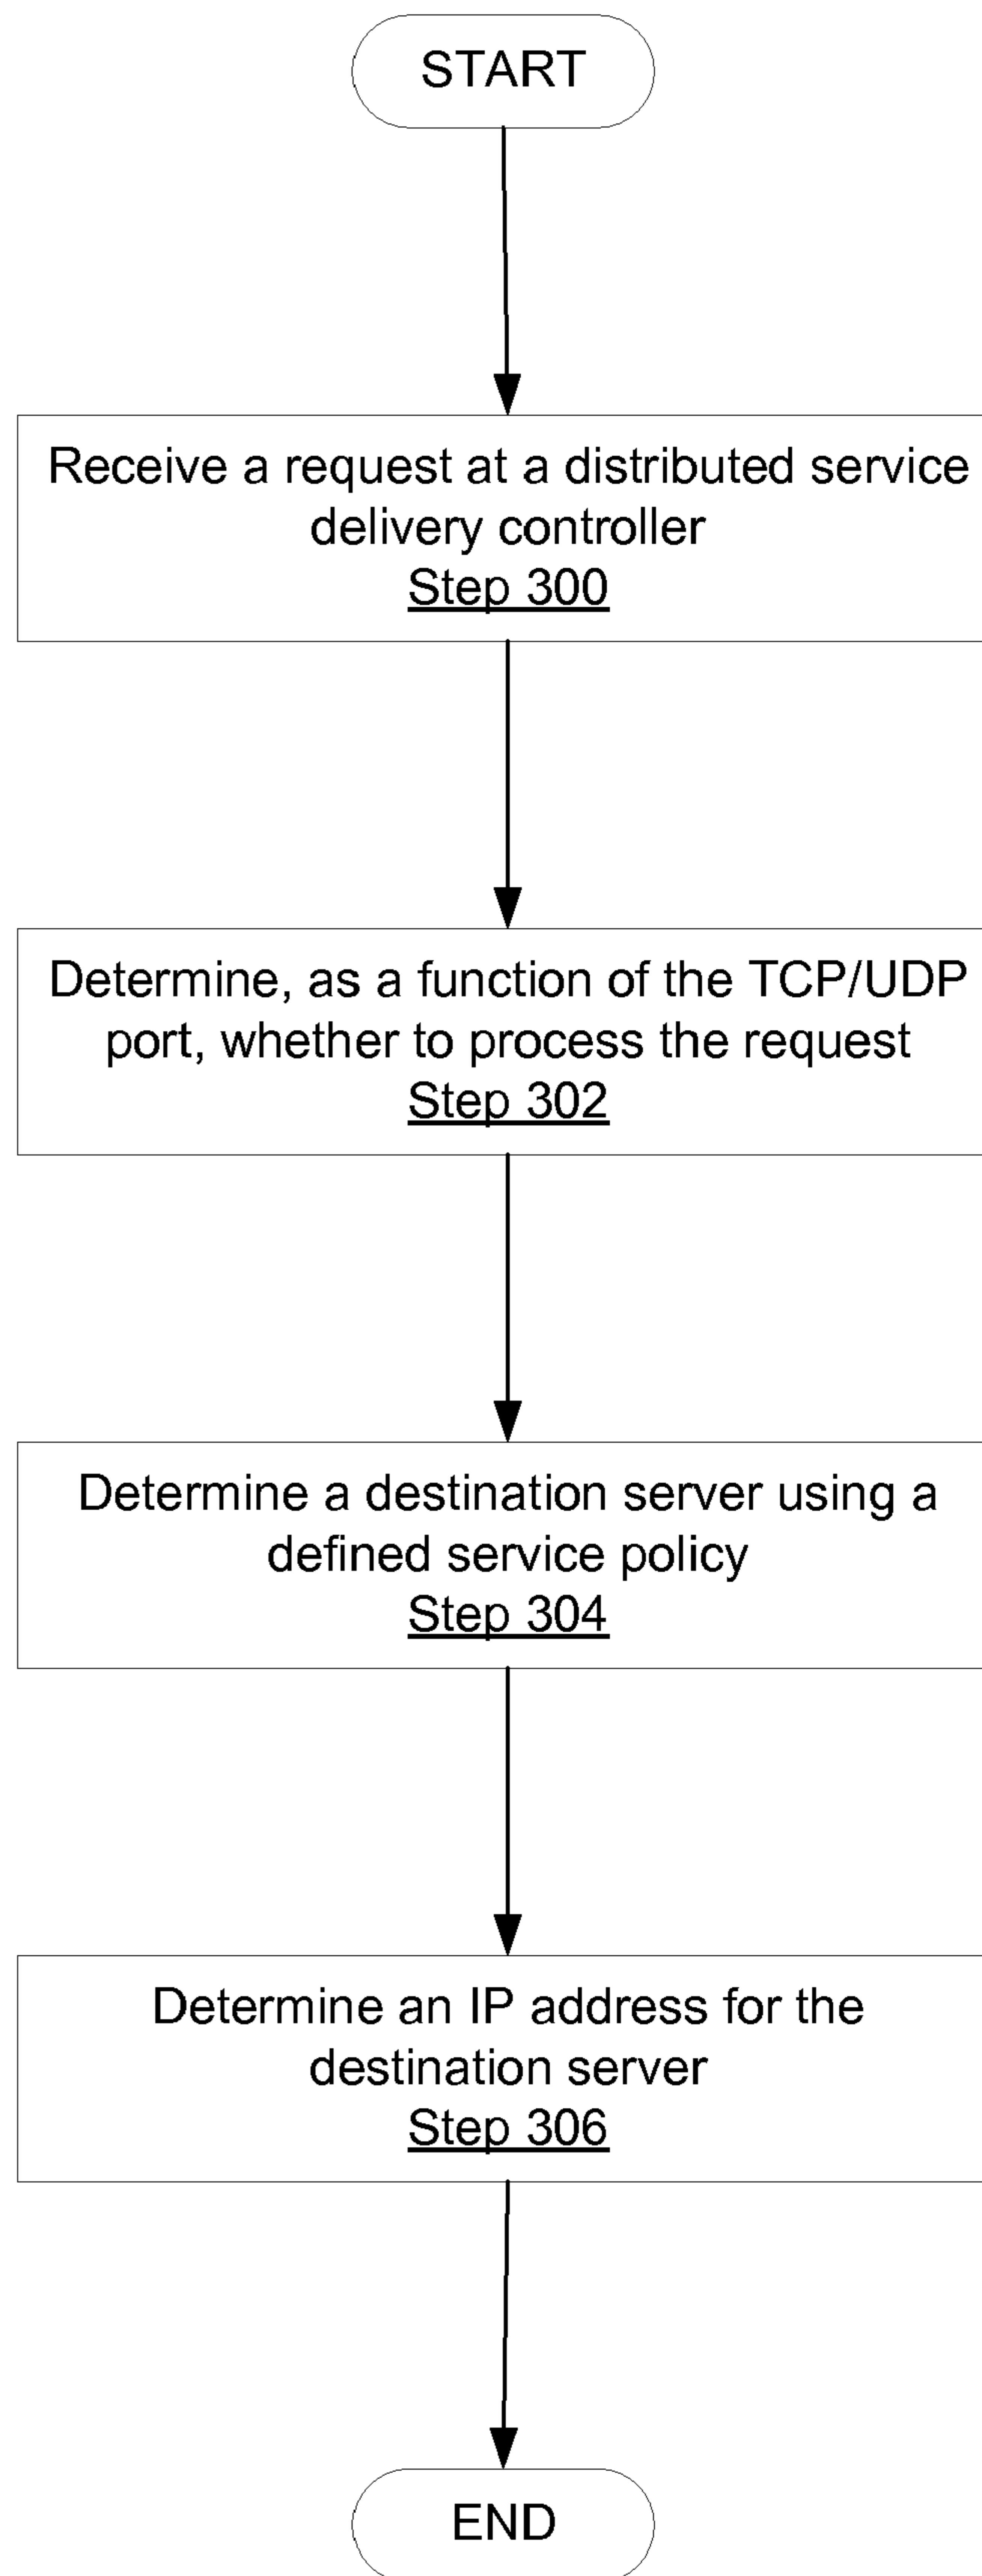 START
Receive a request at a distributed service
delivery controller
Step 300
Determine, as a function of the TCP/UDP
port, whether to process the request
Step 302
Determine a destination server using a
defined service policy
Step 304
Determine an IP address for the
destination server
Step 306
END